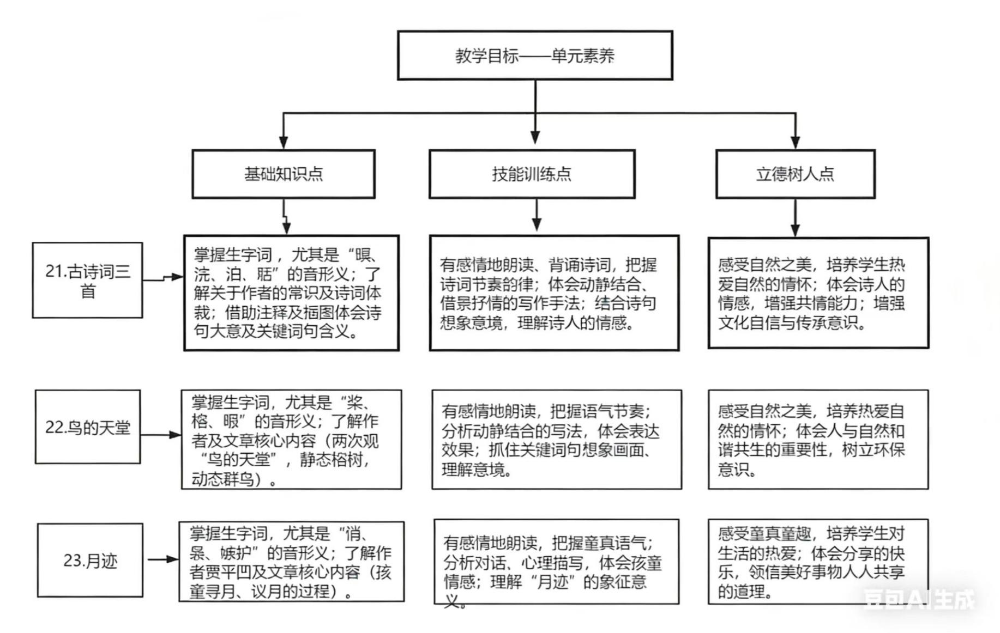 教学目标——单元素养
基础知识点
技能训练点
立德树人点
21.古诗词三
首
掌握生字词，尤其是“暝、
浣、泊、聒”的音形义；了
解关于作者的常识及诗词体
裁；借助注释及插图体会诗
句大意及关键词句含义。
有感情地朗读、背诵诗词，把握
诗词节奏韵律；体会动静结合、
借景抒情的写作手法；结合诗句
想象意境，理解诗人的情感。
感受自然之美，培养学生热
爱自然的情怀；体会诗人的
情感，增强共情能力；增强
文化自信与传承意识。
22.鸟的天堂
掌握生字词，尤其是“桨、
榕、暇”的音形义；了解作
者及文章核心内容（两次观
“鸟的天堂”，静态榕树，
动态群鸟）。
有感情地朗读，把握语气节奏；
分析动静结合的写法，体会表达
效果；抓住关键词句想象画面、
理解意境。
感受自然之美，培养热爱自
然的情怀；体会人与自然和
谐共生的重要性，树立环保
意识。
23.月迹
掌握生字词，尤其是“悄、
袅、嫉妒”的音形义；了解作
者贾平凹及文章核心内容（孩
童寻月、议月的过程）。
有感情地朗读，把握童真语气；
分析对话、心理描写，体会孩童
情感；理解“月迹”的象征意
义。
感受童真童趣，培养学生对
生活的热爱；体会分享的快
乐，领信美好事物人人共享
的道理。
豆包AI生成